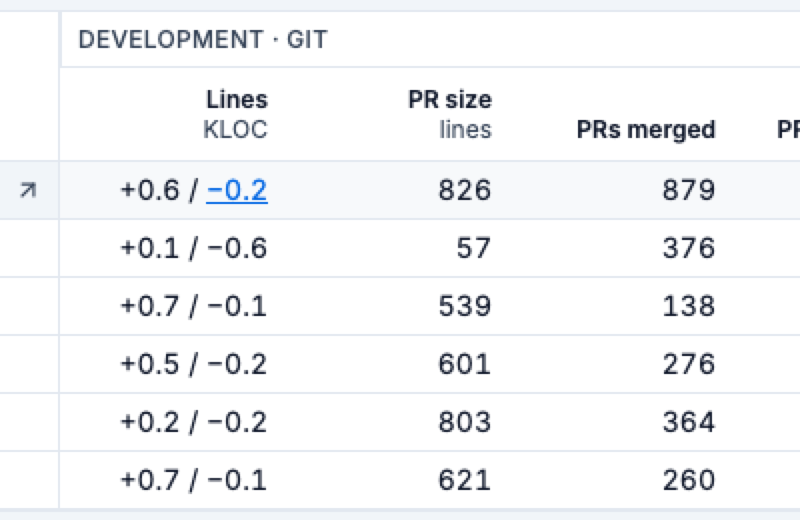 DEVELOPMENT · GIT
Lines PR size
KLOC lines PRs merged PR
+0.6 / −0.2 826 879
+0.1 / −0.6 57 376
+0.7 / −0.1 539 138
+0.5 / −0.2 601 276
+0.2 / −0.2 803 364
+0.7 / −0.1 621 260